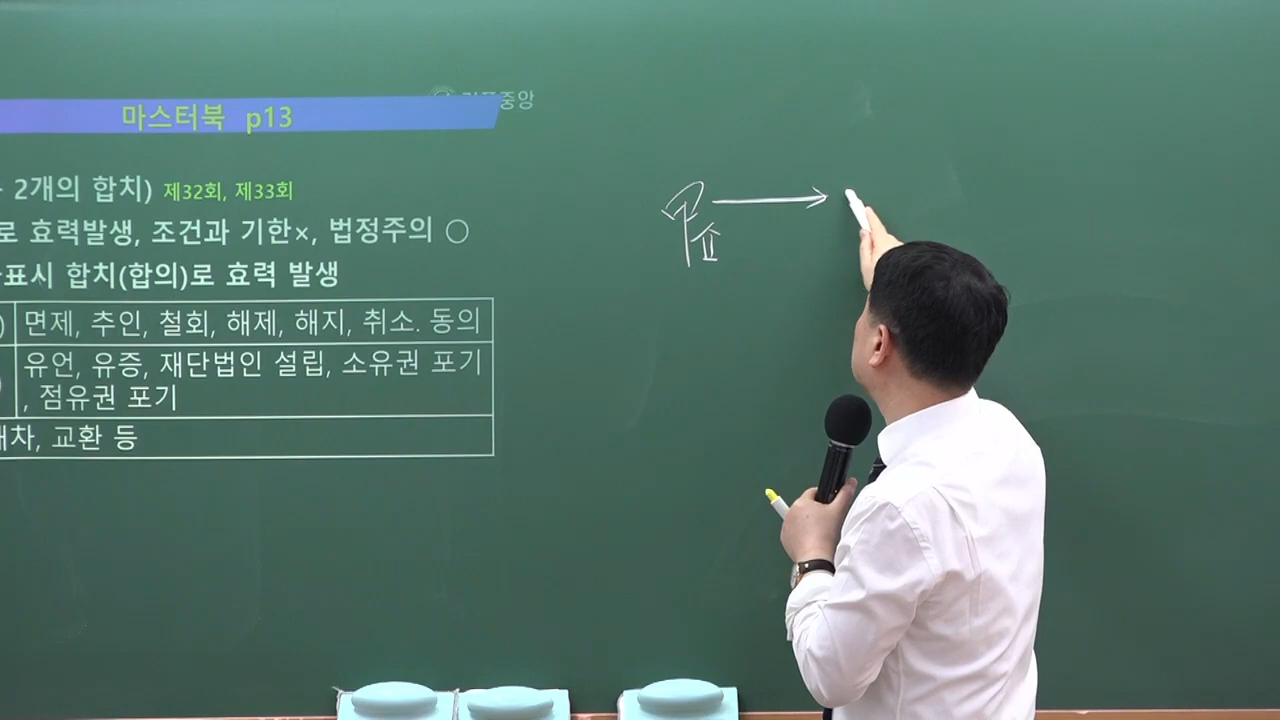 중앙
마스터북 p13
2개의 합치) 제32회, 제33회
로 효력발생, 조건과 기한×, 법정주의 ○
표시 합치(합의)로 효력 발생
) 면제, 추인, 철회, 해제, 해지, 취소. 동의
) 유언, 유증, 재단법인 설립, 소유권 포기
, 점유권 포기
대차, 교환 등